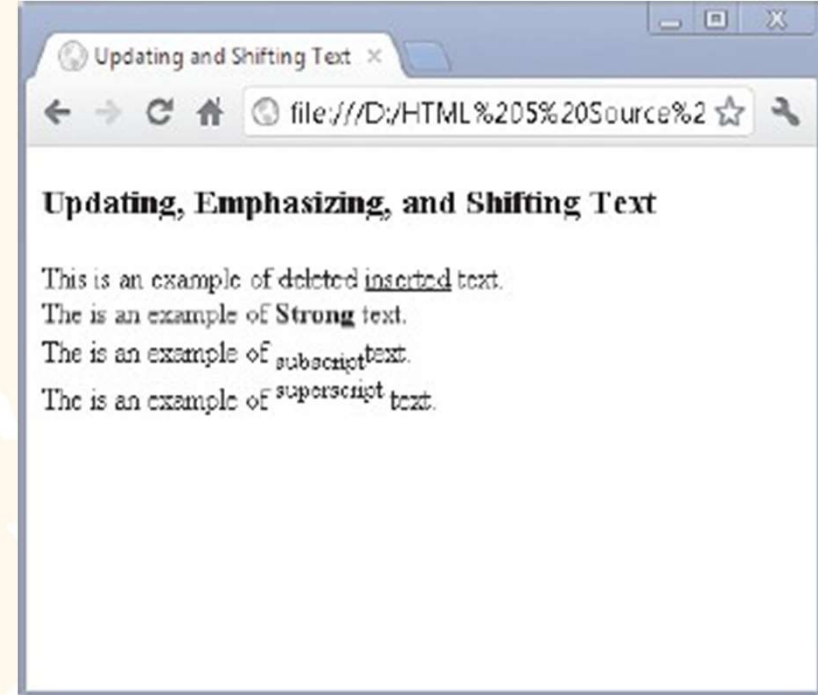 Updating and Shifting Text
file:///D:/HTML%205%20Source%2
Updating, Emphasizing, and Shifting Text
This is an example of deleted inserted text.
The is an example of Strong text.
The is an example of subscripttext.
The is an example of superscript text.